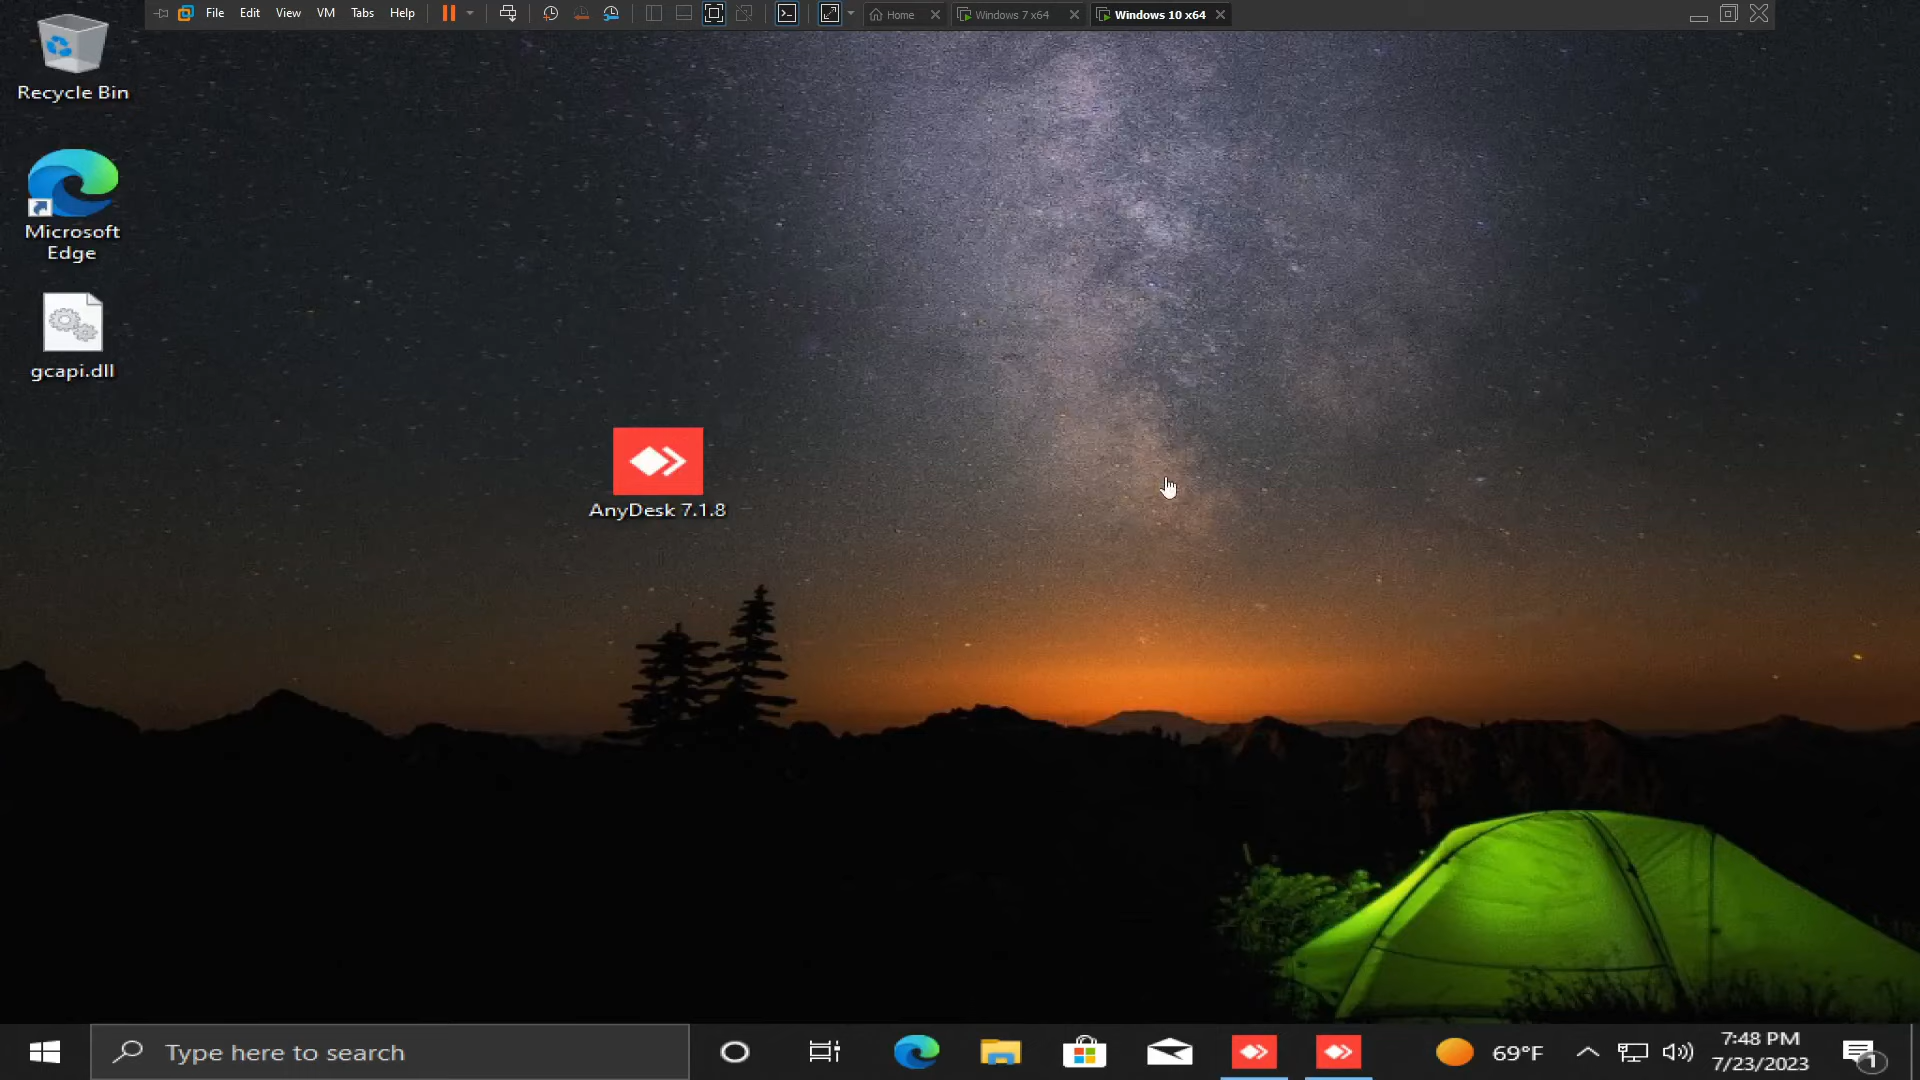 File Edit View VM Tabs Help Home Windows 7 x64 Windows 10 x64
Recycle Bin
Microsoft
Edge
gcapi.dll
AnyDesk 7.1.8
Type here to search
69°F
7:48 PM
7/23/2023
1